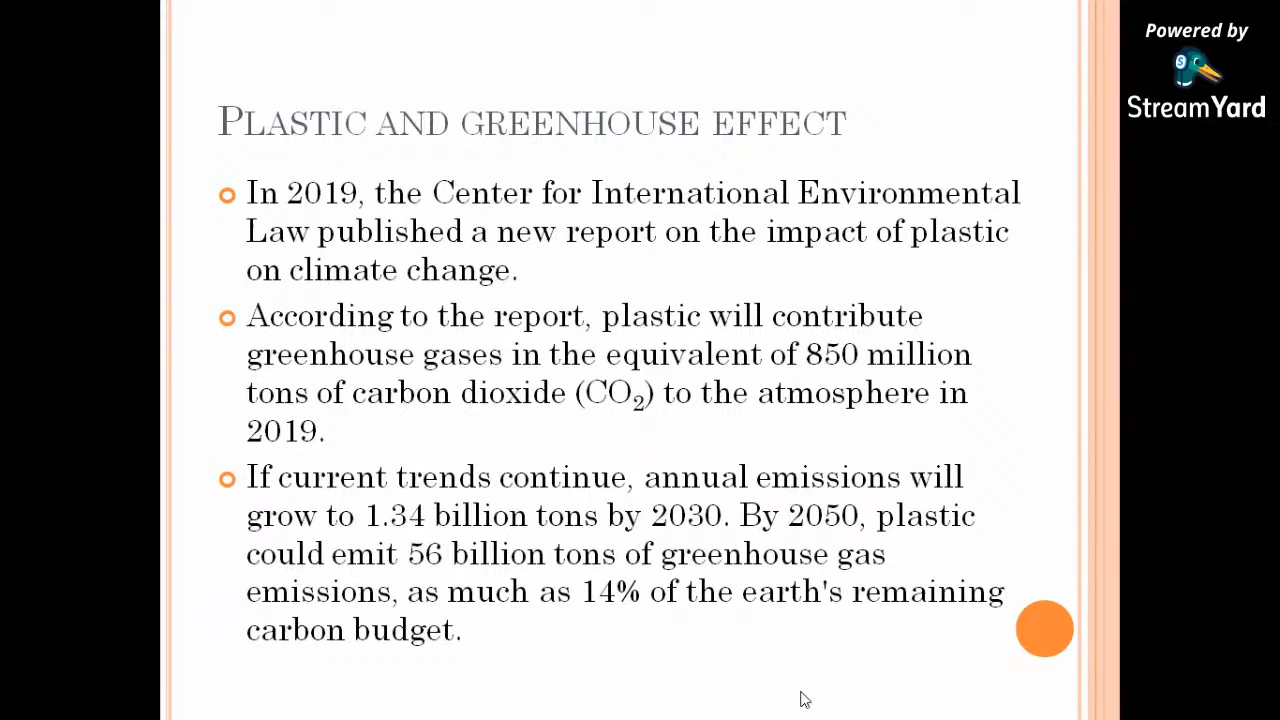 Powered by
StreamYard
PLASTIC AND GREENHOUSE EFFECT
In 2019, the Center for International Environmental
Law published a new report on the impact of plastic
on climate change.
According to the report, plastic will contribute
greenhouse gases in the equivalent of 850 million
tons of carbon dioxide (CO₂) to the atmosphere in
2019.
If current trends continue, annual emissions will
grow to 1.34 billion tons by 2030. By 2050, plastic
could emit 56 billion tons of greenhouse gas
emissions, as much as 14% of the earth's remaining
carbon budget.